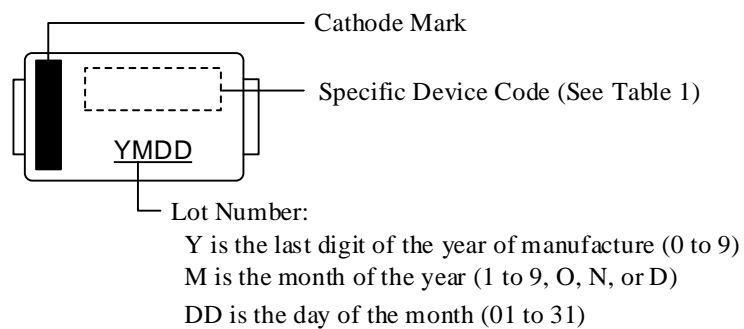 Cathode Mark
Specific Device Code (See Table 1)
YMDD
Lot Number:
Y is the last digit of the year of manufacture (0 to 9)
M is the month of the year (1 to 9, O, N, or D)
DD is the day of the month (01 to 31)